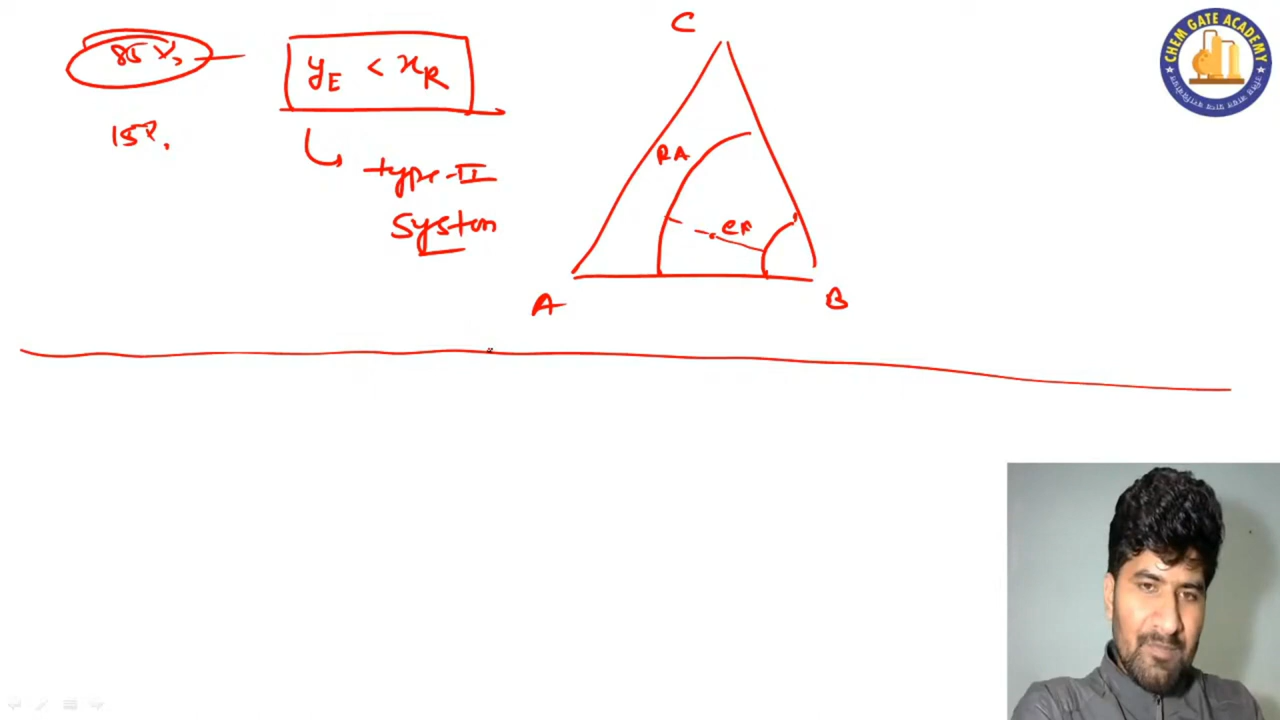 85%
y_E < x_R
15%
type-II
System
C
RA
A
B
CHEM GATE ACADEMY